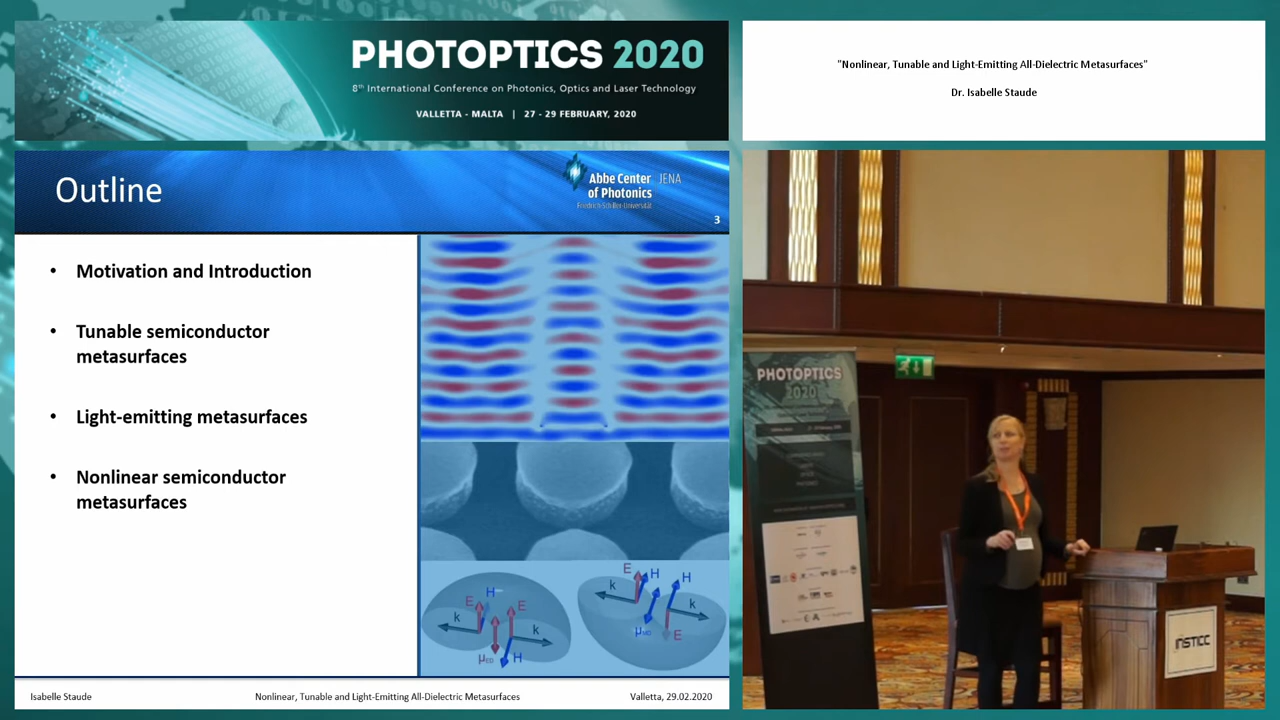 PHOTOPTICS 2020
8th International Conference on Photonics, Optics and Laser Technology
VALLETTA - MALTA | 27 - 29 FEBRUARY, 2020
"Nonlinear, Tunable and Light-Emitting All-Dielectric Metasurfaces"
Dr. Isabelle Staude
Outline
Abbe Center JENA
of Photonics
Friedrich-Schiller-Universität
3
• Motivation and Introduction
• Tunable semiconductor
metasurfaces
• Light-emitting metasurfaces
• Nonlinear semiconductor
metasurfaces
E H H
k k
E
E H E
k k
μED H
μMD
Isabelle Staude Nonlinear, Tunable and Light-Emitting All-Dielectric Metasurfaces Valletta, 29.02.2020
PHOTOPTICS
2020
INSTICC